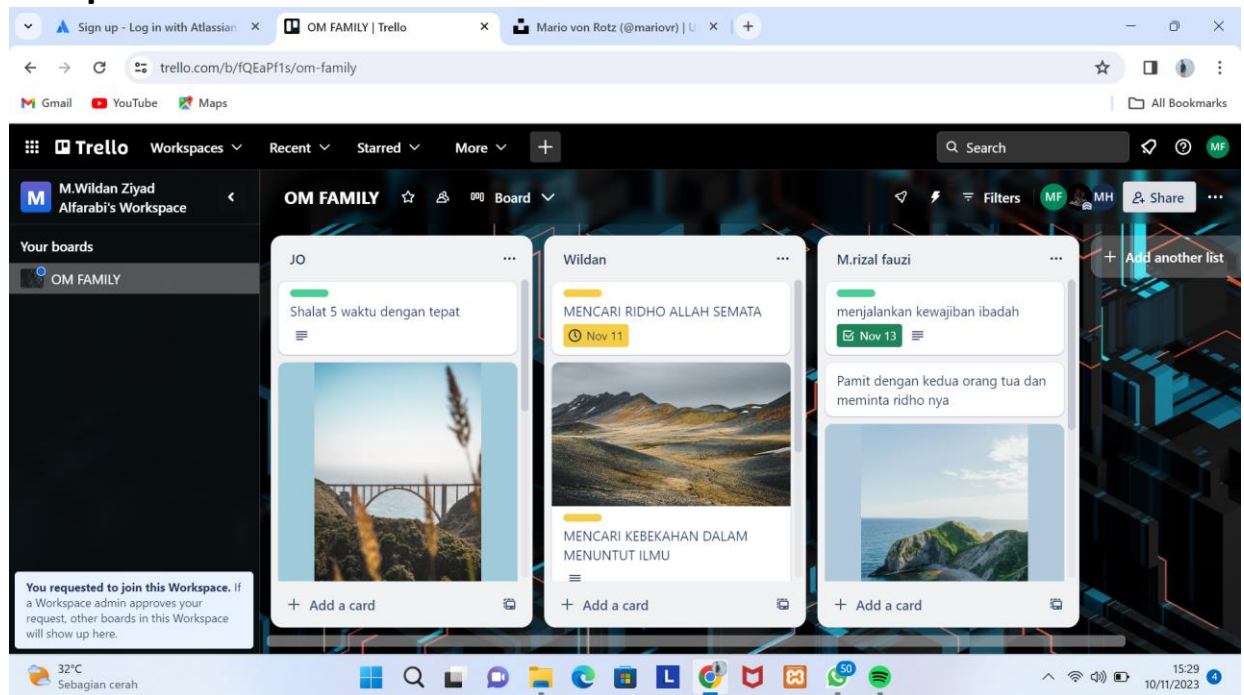 Sign up - Log in with Atlassian
OM FAMILY | Trello
Mario von Rotz (@mariovr) | U
trello.com/b/fQEaPf1s/om-family
Gmail
YouTube
Maps
All Bookmarks
Trello
Workspaces
Recent
Starred
More
Search
MF
M
M.Wildan Ziyad
Alfarabi's Workspace
OM FAMILY
Board
Filters
MF
MH
Share
Your boards
OM FAMILY
JO
Shalat 5 waktu dengan tepat
+ Add a card
Wildan
MENCARI RIDHO ALLAH SEMATA
Nov 11
MENCARI KEBEKAHAN DALAM
MENUNTUT ILMU
+ Add a card
M.rizal fauzi
menjalankan kewajiban ibadah
Nov 13
Pamit dengan kedua orang tua dan
meminta ridho nya
+ Add a card
+ Add another list
You requested to join this Workspace. If
a Workspace admin approves your
request, other boards in this Workspace
will show up here.
32°C
Sebagian cerah
L
50
15:29
10/11/2023
4